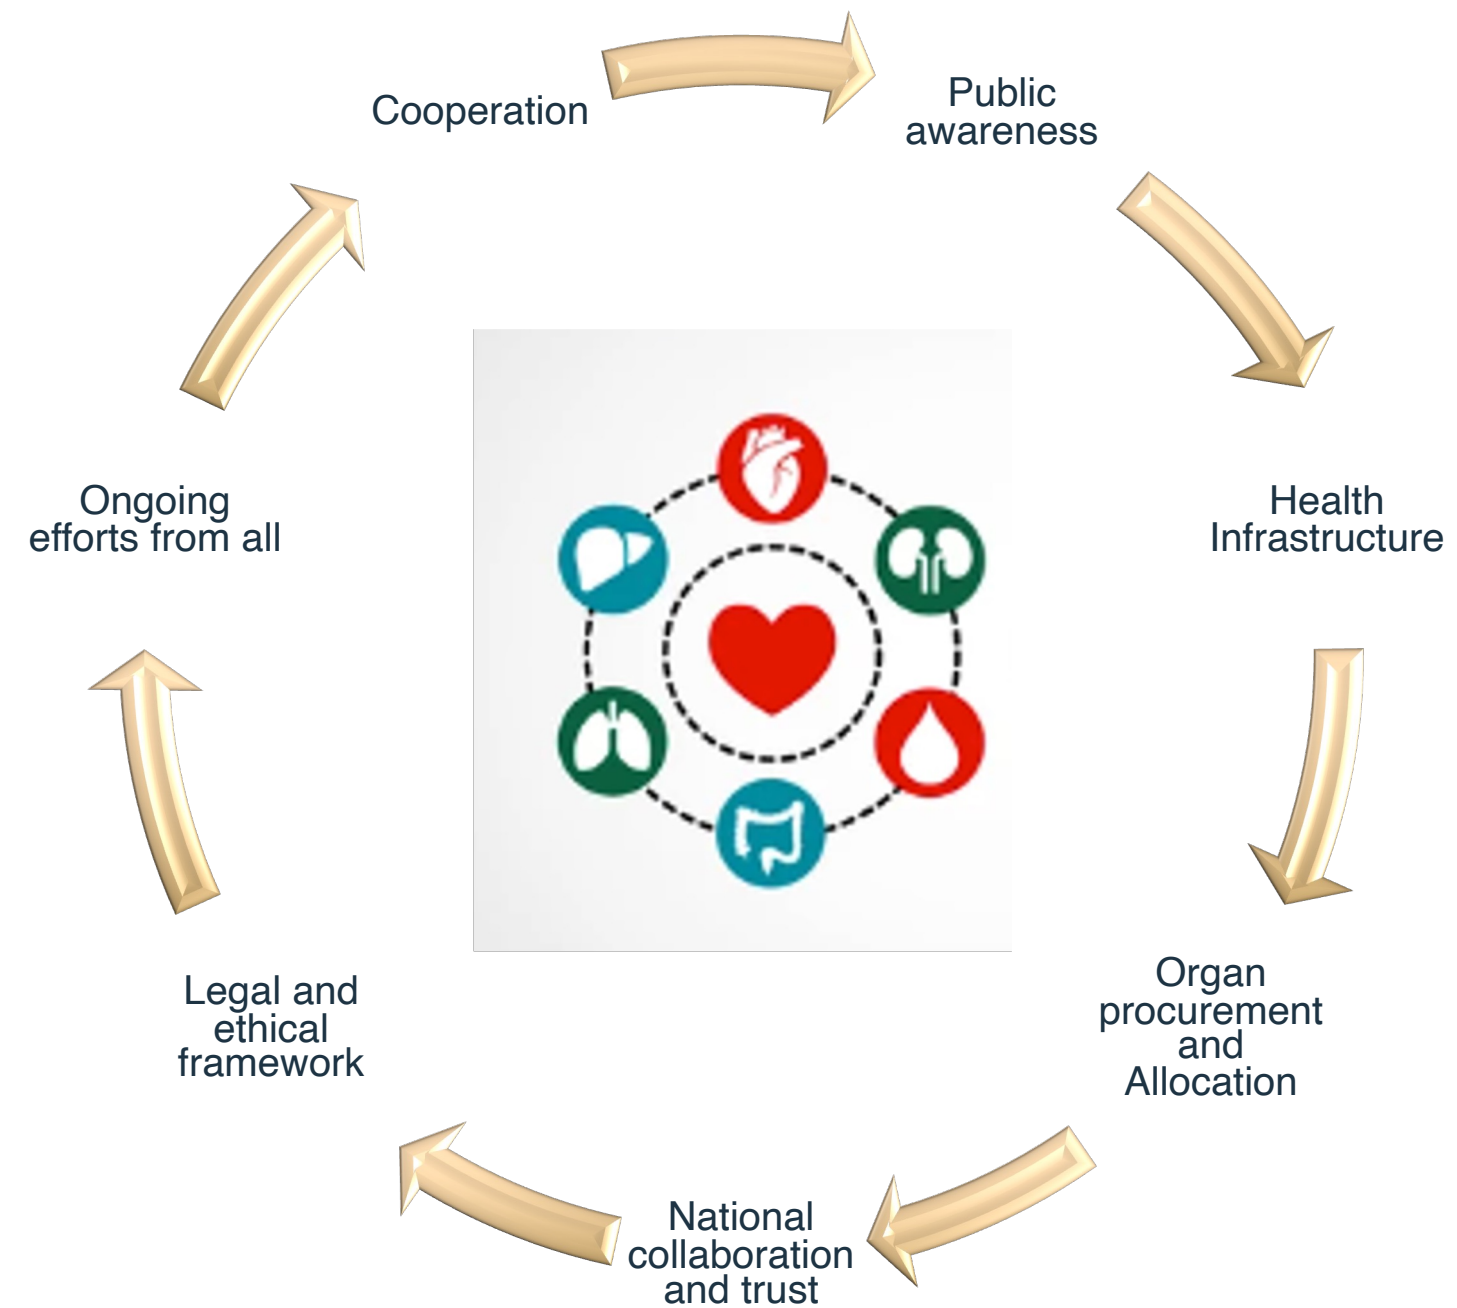 Cooperation
Public
awareness
Health
Infrastructure
Organ
procurement
and
Allocation
National
collaboration
and trust
Legal and
ethical
framework
Ongoing
efforts from all